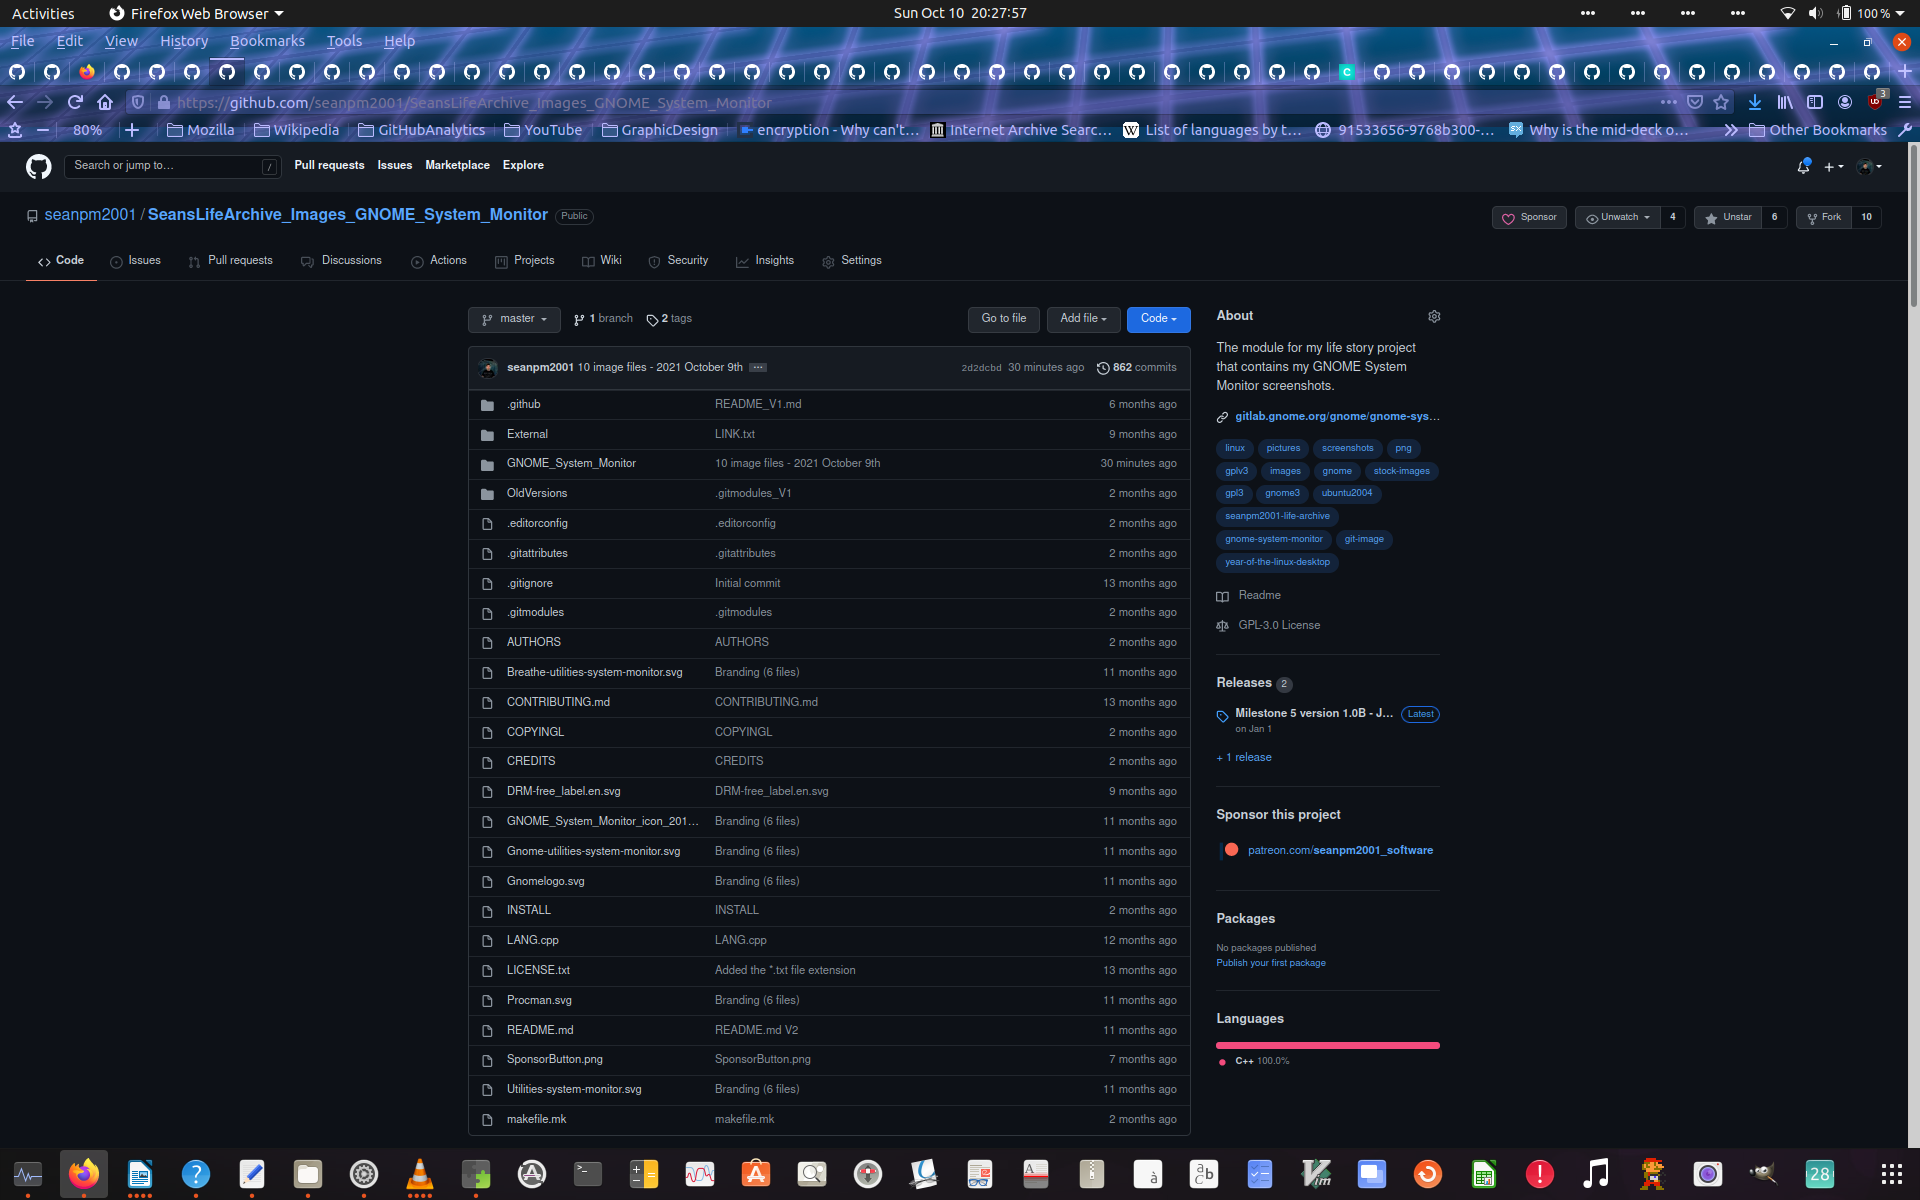 Activities Firefox Web Browser Sun Oct 10 20:27:57 100 %
File Edit View History Bookmarks Tools Help
https://github.com/seanpm2001/SeansLifeArchive_Images_GNOME_System_Monitor 3
80% Mozilla Wikipedia GitHubAnalytics YouTube GraphicDesign encryption - Why can't... Internet Archive Searc... List of languages by t... 91533656-9768b300-... Why is the mid-deck o... Other Bookmarks
Search or jump to... / Pull requests Issues Marketplace Explore
seanpm2001 / SeansLifeArchive_Images_GNOME_System_Monitor Public Sponsor Unwatch 4 Unstar 6 Fork 10
Code Issues Pull requests Discussions Actions Projects Wiki Security Insights Settings
master 1 branch 2 tags Go to file Add file Code
seanpm2001 10 image files - 2021 October 9th ... 2d2dcbd 30 minutes ago 862 commits
.github README_V1.md 6 months ago
External LINK.txt 9 months ago
GNOME_System_Monitor 10 image files - 2021 October 9th 30 minutes ago
OldVersions .gitmodules_V1 2 months ago
.editorconfig .editorconfig 2 months ago
.gitattributes .gitattributes 2 months ago
.gitignore Initial commit 13 months ago
.gitmodules .gitmodules 2 months ago
AUTHORS AUTHORS 2 months ago
Breathe-utilities-system-monitor.svg Branding (6 files) 11 months ago
CONTRIBUTING.md CONTRIBUTING.md 13 months ago
COPYINGL COPYINGL 2 months ago
CREDITS CREDITS 2 months ago
DRM-free_label.en.svg DRM-free_label.en.svg 9 months ago
GNOME_System_Monitor_icon_201... Branding (6 files) 11 months ago
Gnome-utilities-system-monitor.svg Branding (6 files) 11 months ago
Gnomelogo.svg Branding (6 files) 11 months ago
INSTALL INSTALL 2 months ago
LANG.cpp LANG.cpp 12 months ago
LICENSE.txt Added the *.txt file extension 13 months ago
Procman.svg Branding (6 files) 11 months ago
README.md README.md V2 11 months ago
SponsorButton.png SponsorButton.png 7 months ago
Utilities-system-monitor.svg Branding (6 files) 11 months ago
makefile.mk makefile.mk 2 months ago
About
The module for my life story project
that contains my GNOME System
Monitor screenshots.
gitlab.gnome.org/gnome/gnome-sys...
linux pictures screenshots png
gplv3 images gnome stock-images
gpl3 gnome3 ubuntu2004
seanpm2001-life-archive
gnome-system-monitor git-image
year-of-the-linux-desktop
Readme
GPL-3.0 License
Releases 2
Milestone 5 version 1.0B - J... Latest
on Jan 1
+ 1 release
Sponsor this project
patreon.com/seanpm2001_software
Packages
No packages published
Publish your first package
Languages
C++ 100.0%
28